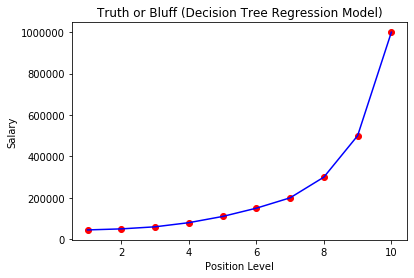 Truth or Bluff (Decision Tree Regression Model)
1000000
800000
600000
400000
200000
0
Salary
2 4 6 8 10
Position Level